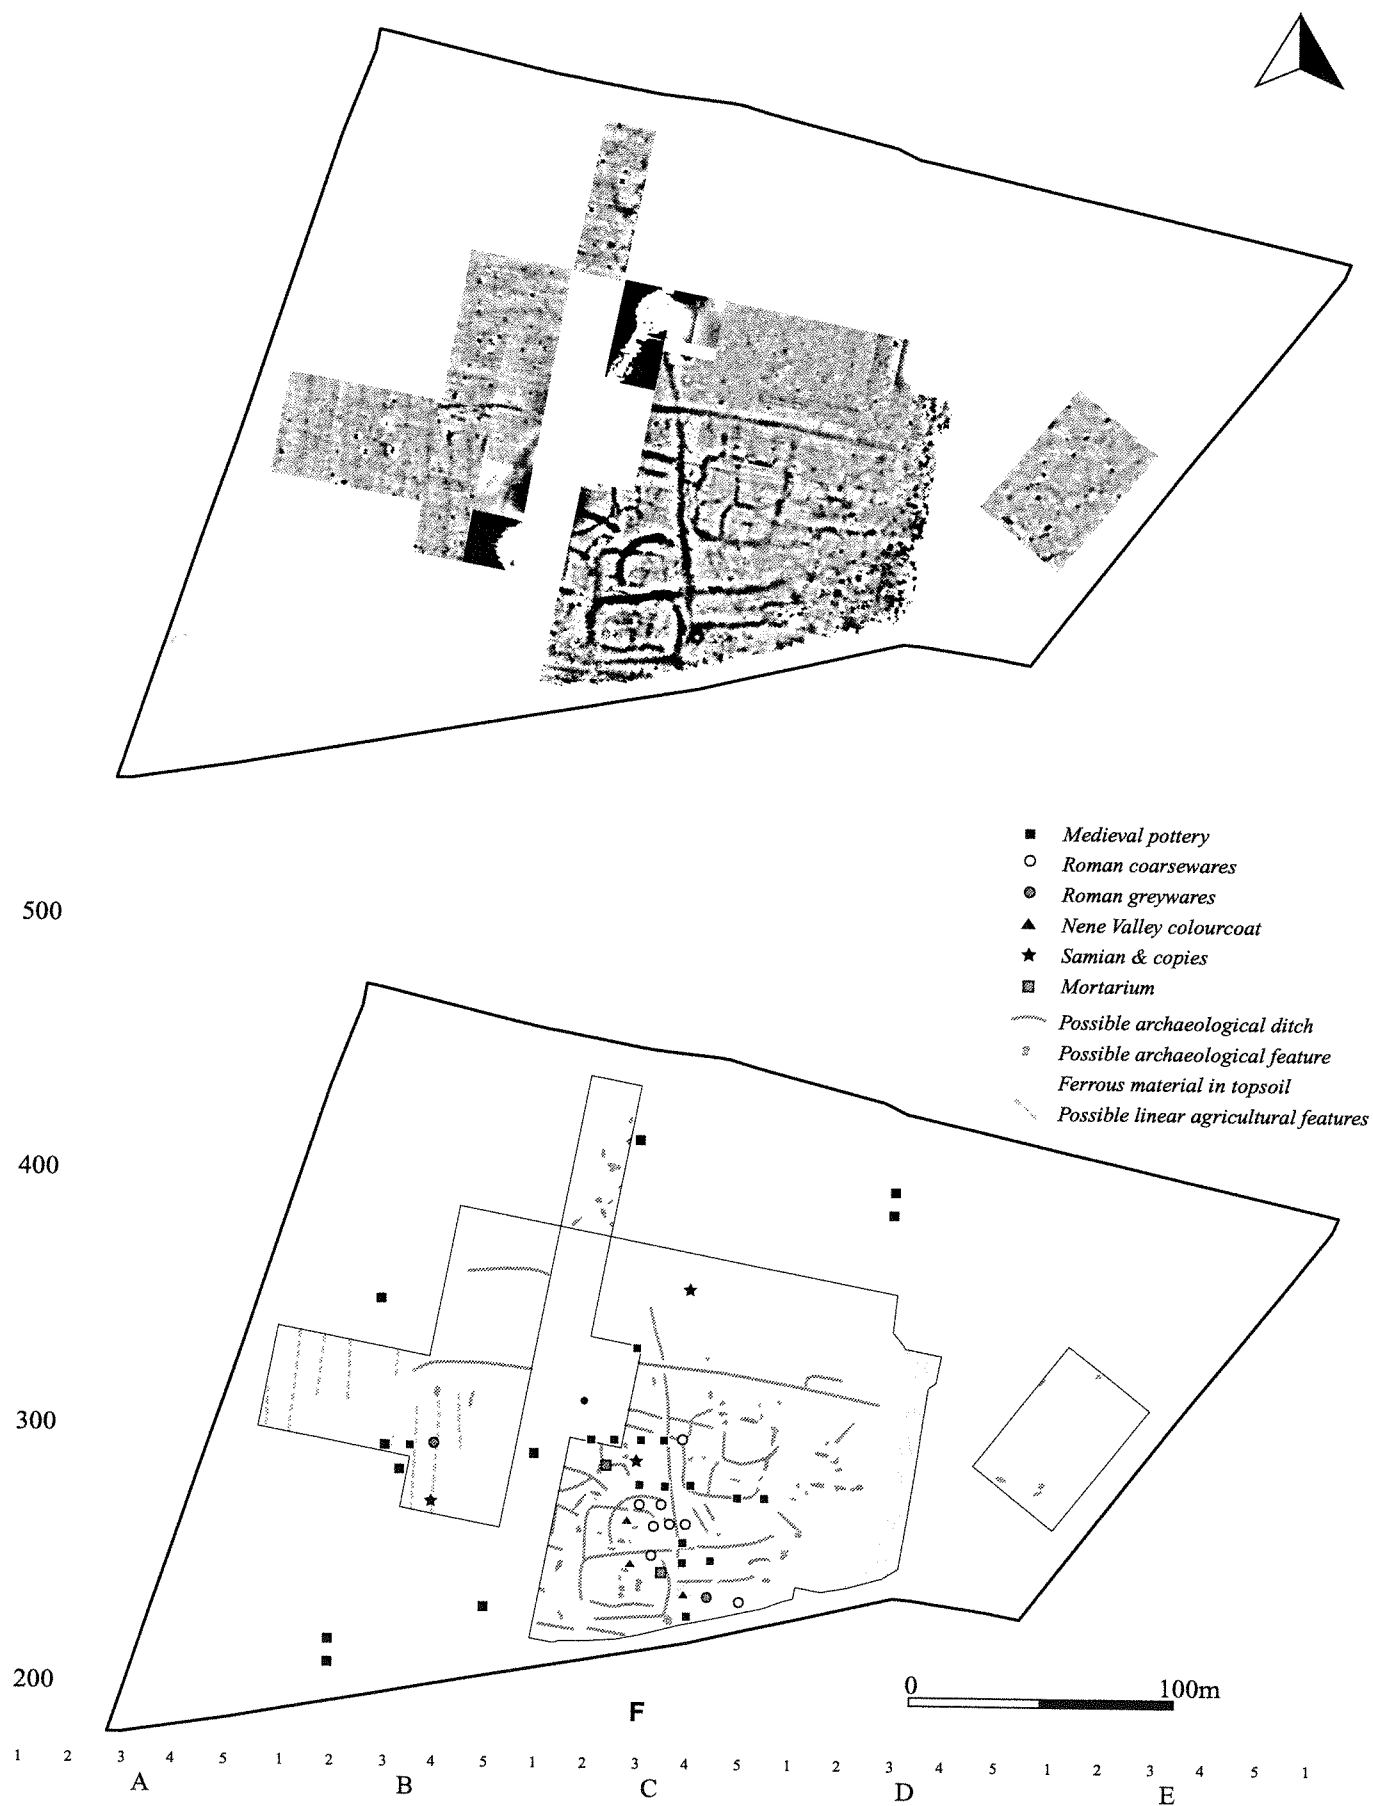 Medieval pottery
Roman coarsewares
Roman greywares
Nene Valley colourcoat
Samian & copies
Mortarium
Possible archaeological ditch
Possible archaeological feature
Ferrous material in topsoil
Possible linear agricultural features
500
400
300
200
0 100m
F
1 2 3 4 5 1 2 3 4 5 1 2 3 4 5 1 2 3 4 5 1 2 3 4 5 1
A B C D E